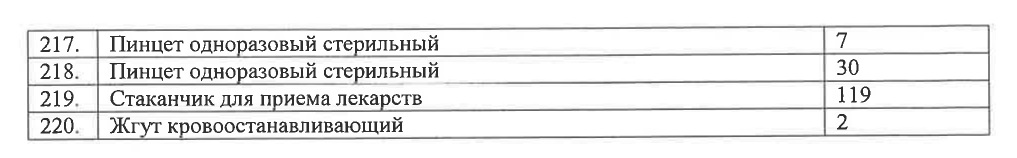 217. Пинцет одноразовый стерильный 7
218. Пинцет одноразовый стерильный 30
219. Стаканчик для приема лекарств 119
220. Жгут кровоостанавливающий 2